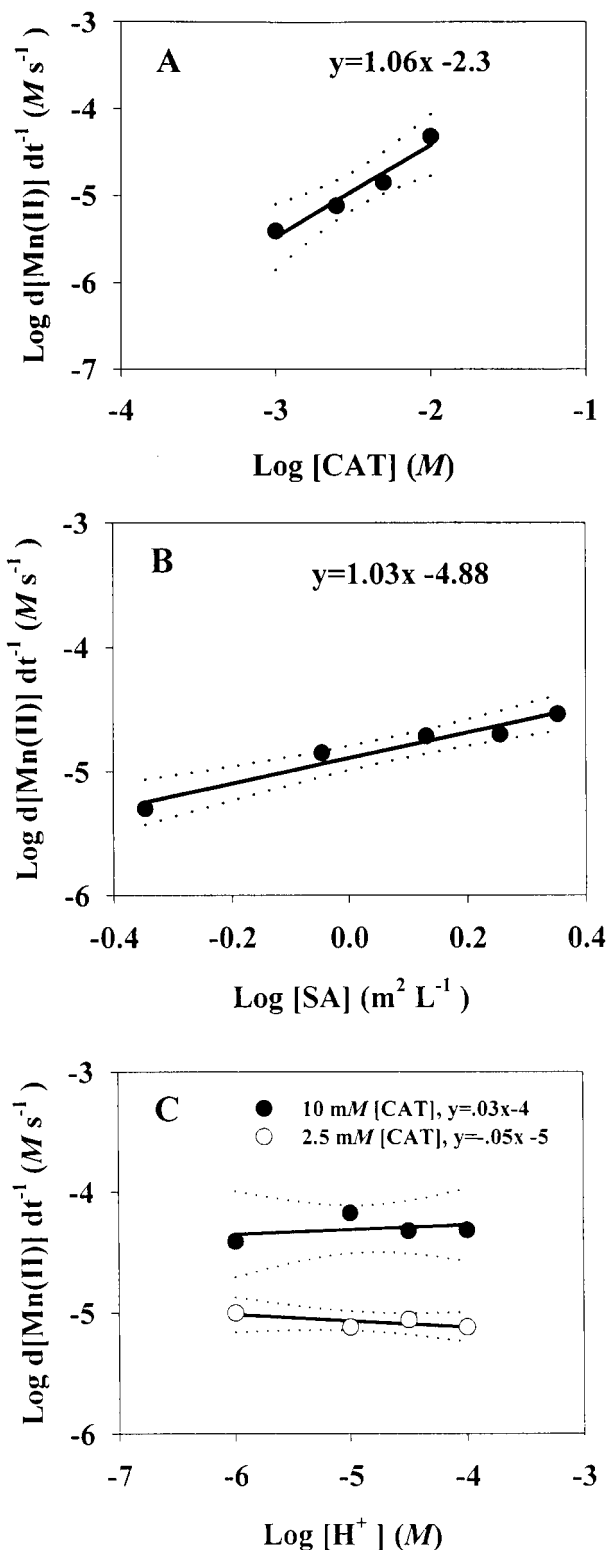 A
y=1.06x -2.3
-3
-4
-5
-6
-7
Log d[Mn(II)] dt⁻¹ (M s⁻¹ )
-4 -3 -2 -1
Log [CAT] (M)
B
y=1.03x -4.88
-3
-4
-5
-6
Log d[Mn(II)] dt⁻¹ (M s⁻¹ )
-0.4 -0.2 0.0 0.2 0.4
Log [SA] (m² L⁻¹ )
C
10 mM [CAT], y=.03x-4
2.5 mM [CAT], y=-.05x -5
-3
-4
-5
-6
Log d[Mn(II)] dt⁻¹ (M s⁻¹ )
-7 -6 -5 -4 -3
Log [H⁺ ] (M)